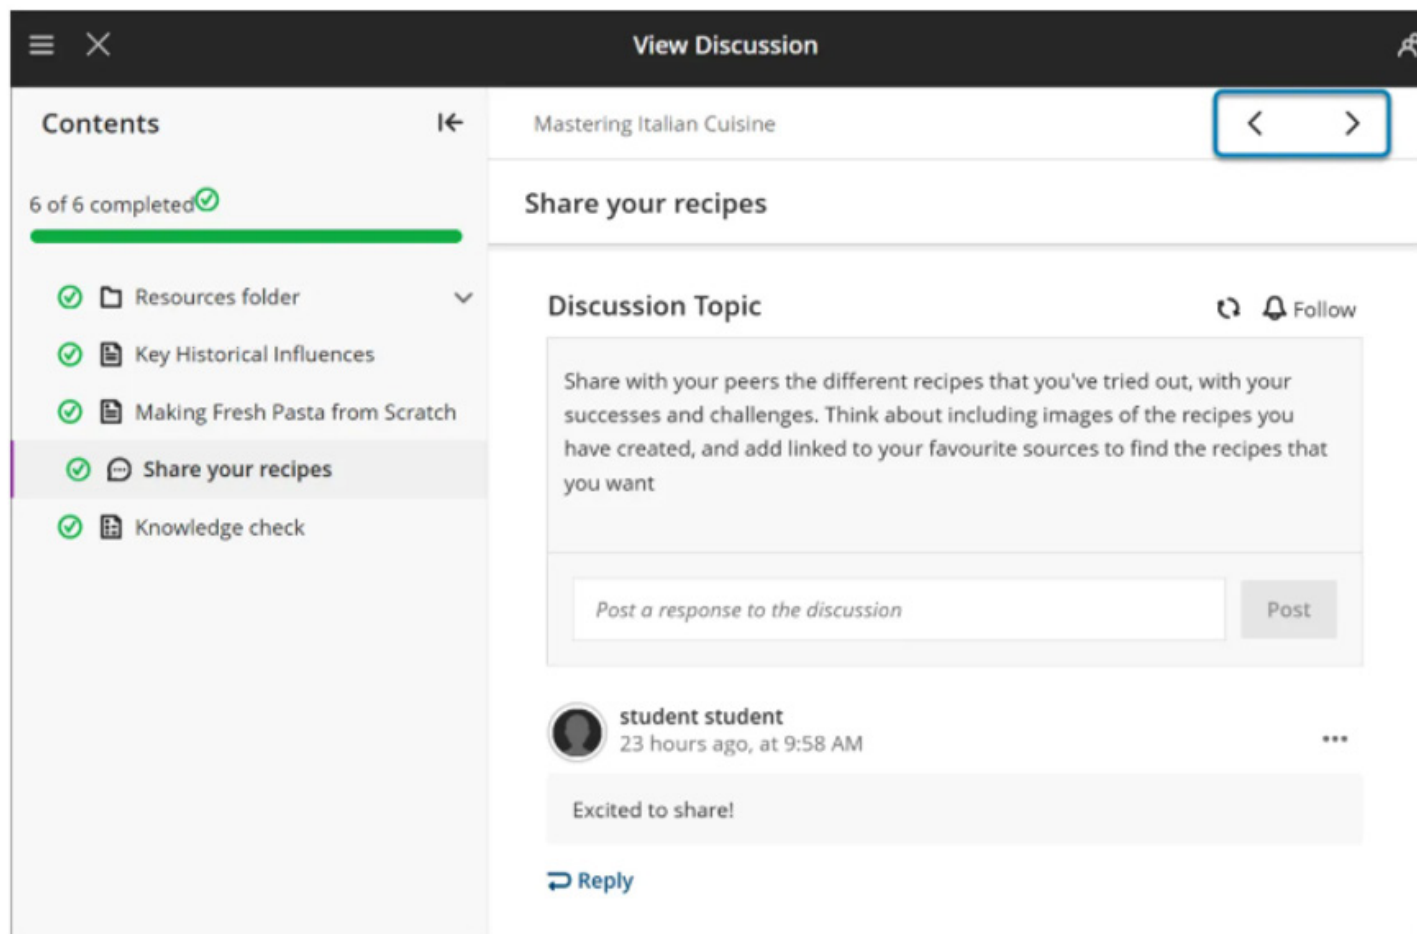 View Discussion
Contents
6 of 6 completed
Resources folder
Key Historical Influences
Making Fresh Pasta from Scratch
Share your recipes
Knowledge check
Mastering Italian Cuisine
Share your recipes
Discussion Topic
Follow
Share with your peers the different recipes that you've tried out, with your
successes and challenges. Think about including images of the recipes you
have created, and add linked to your favourite sources to find the recipes that
you want
Post a response to the discussion
Post
student student
23 hours ago, at 9:58 AM
Excited to share!
Reply